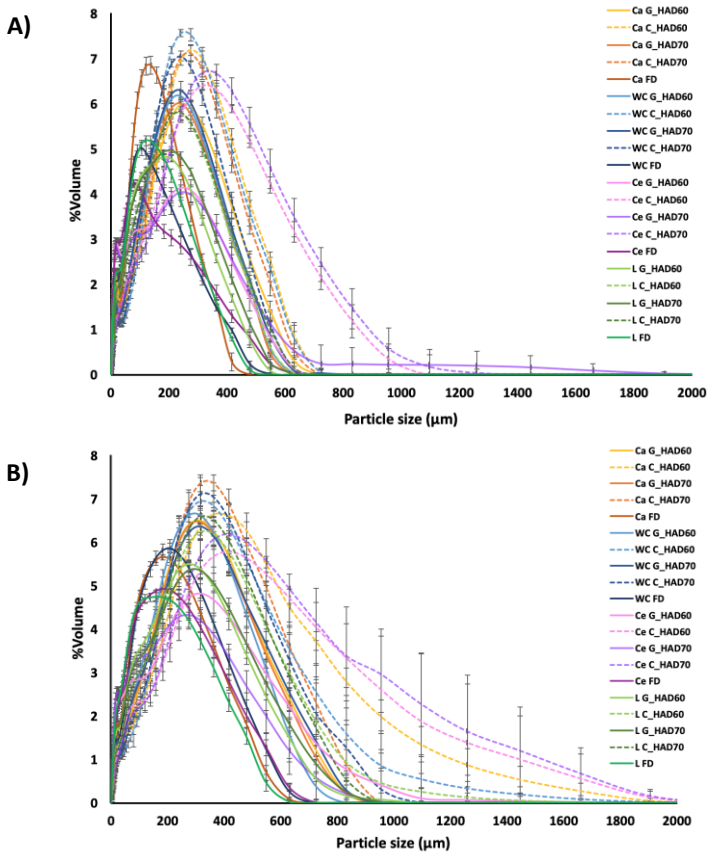 A)
%Volume
8
7
6
5
4
3
2
1
0
0 200 400 600 800 1000 1200 1400 1600 1800 2000
Particle size (µm)
Ca G_HAD60
Ca C_HAD60
Ca G_HAD70
Ca C_HAD70
Ca FD
WC G_HAD60
WC C_HAD60
WC G_HAD70
WC C_HAD70
WC FD
Ce G_HAD60
Ce C_HAD60
Ce G_HAD70
Ce C_HAD70
Ce FD
L G_HAD60
L C_HAD60
L G_HAD70
L C_HAD70
L FD
B)
%Volume
8
7
6
5
4
3
2
1
0
0 200 400 600 800 1000 1200 1400 1600 1800 2000
Particle size (µm)
Ca G_HAD60
Ca C_HAD60
Ca G_HAD70
Ca C_HAD70
Ca FD
WC G_HAD60
WC C_HAD60
WC G_HAD70
WC C_HAD70
WC FD
Ce G_HAD60
Ce C_HAD60
Ce G_HAD70
Ce C_HAD70
Ce FD
L G_HAD60
L C_HAD60
L G_HAD70
L C_HAD70
L FD